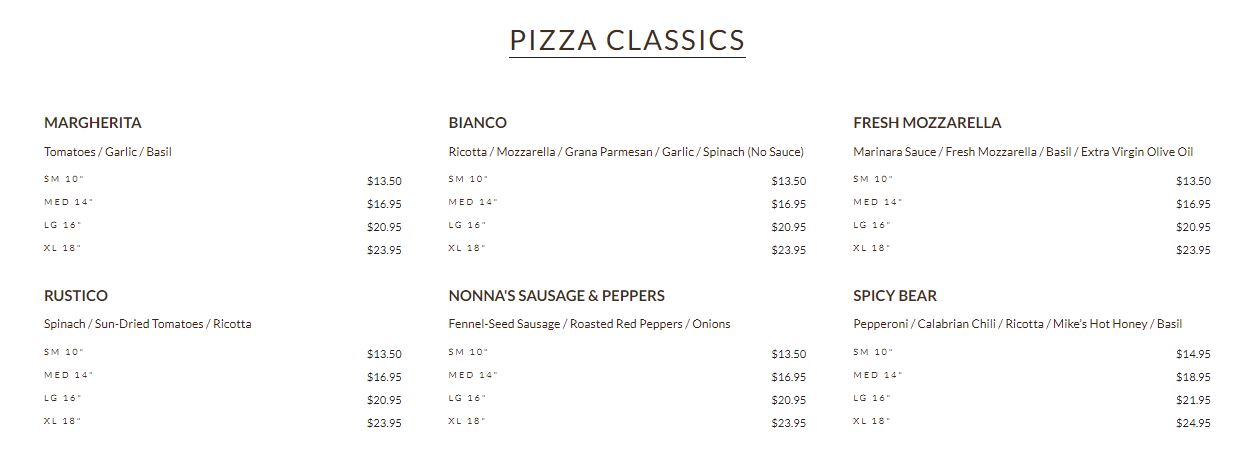 PIZZA CLASSICS
MARGHERITA
Tomatoes / Garlic / Basil
SM 10" $13.50
MED 14" $16.95
LG 16" $20.95
XL 18" $23.95
BIANCO
Ricotta / Mozzarella / Grana Parmesan / Garlic / Spinach (No Sauce)
SM 10" $13.50
MED 14" $16.95
LG 16" $20.95
XL 18" $23.95
FRESH MOZZARELLA
Marinara Sauce / Fresh Mozzarella / Basil / Extra Virgin Olive Oil
SM 10" $13.50
MED 14" $16.95
LG 16" $20.95
XL 18" $23.95
RUSTICO
Spinach / Sun-Dried Tomatoes / Ricotta
SM 10" $13.50
MED 14" $16.95
LG 16" $20.95
XL 18" $23.95
NONNA'S SAUSAGE & PEPPERS
Fennel-Seed Sausage / Roasted Red Peppers / Onions
SM 10" $13.50
MED 14" $16.95
LG 16" $20.95
XL 18" $23.95
SPICY BEAR
Pepperoni / Calabrian Chili / Ricotta / Mike's Hot Honey / Basil
SM 10" $14.95
MED 14" $18.95
LG 16" $21.95
XL 18" $24.95